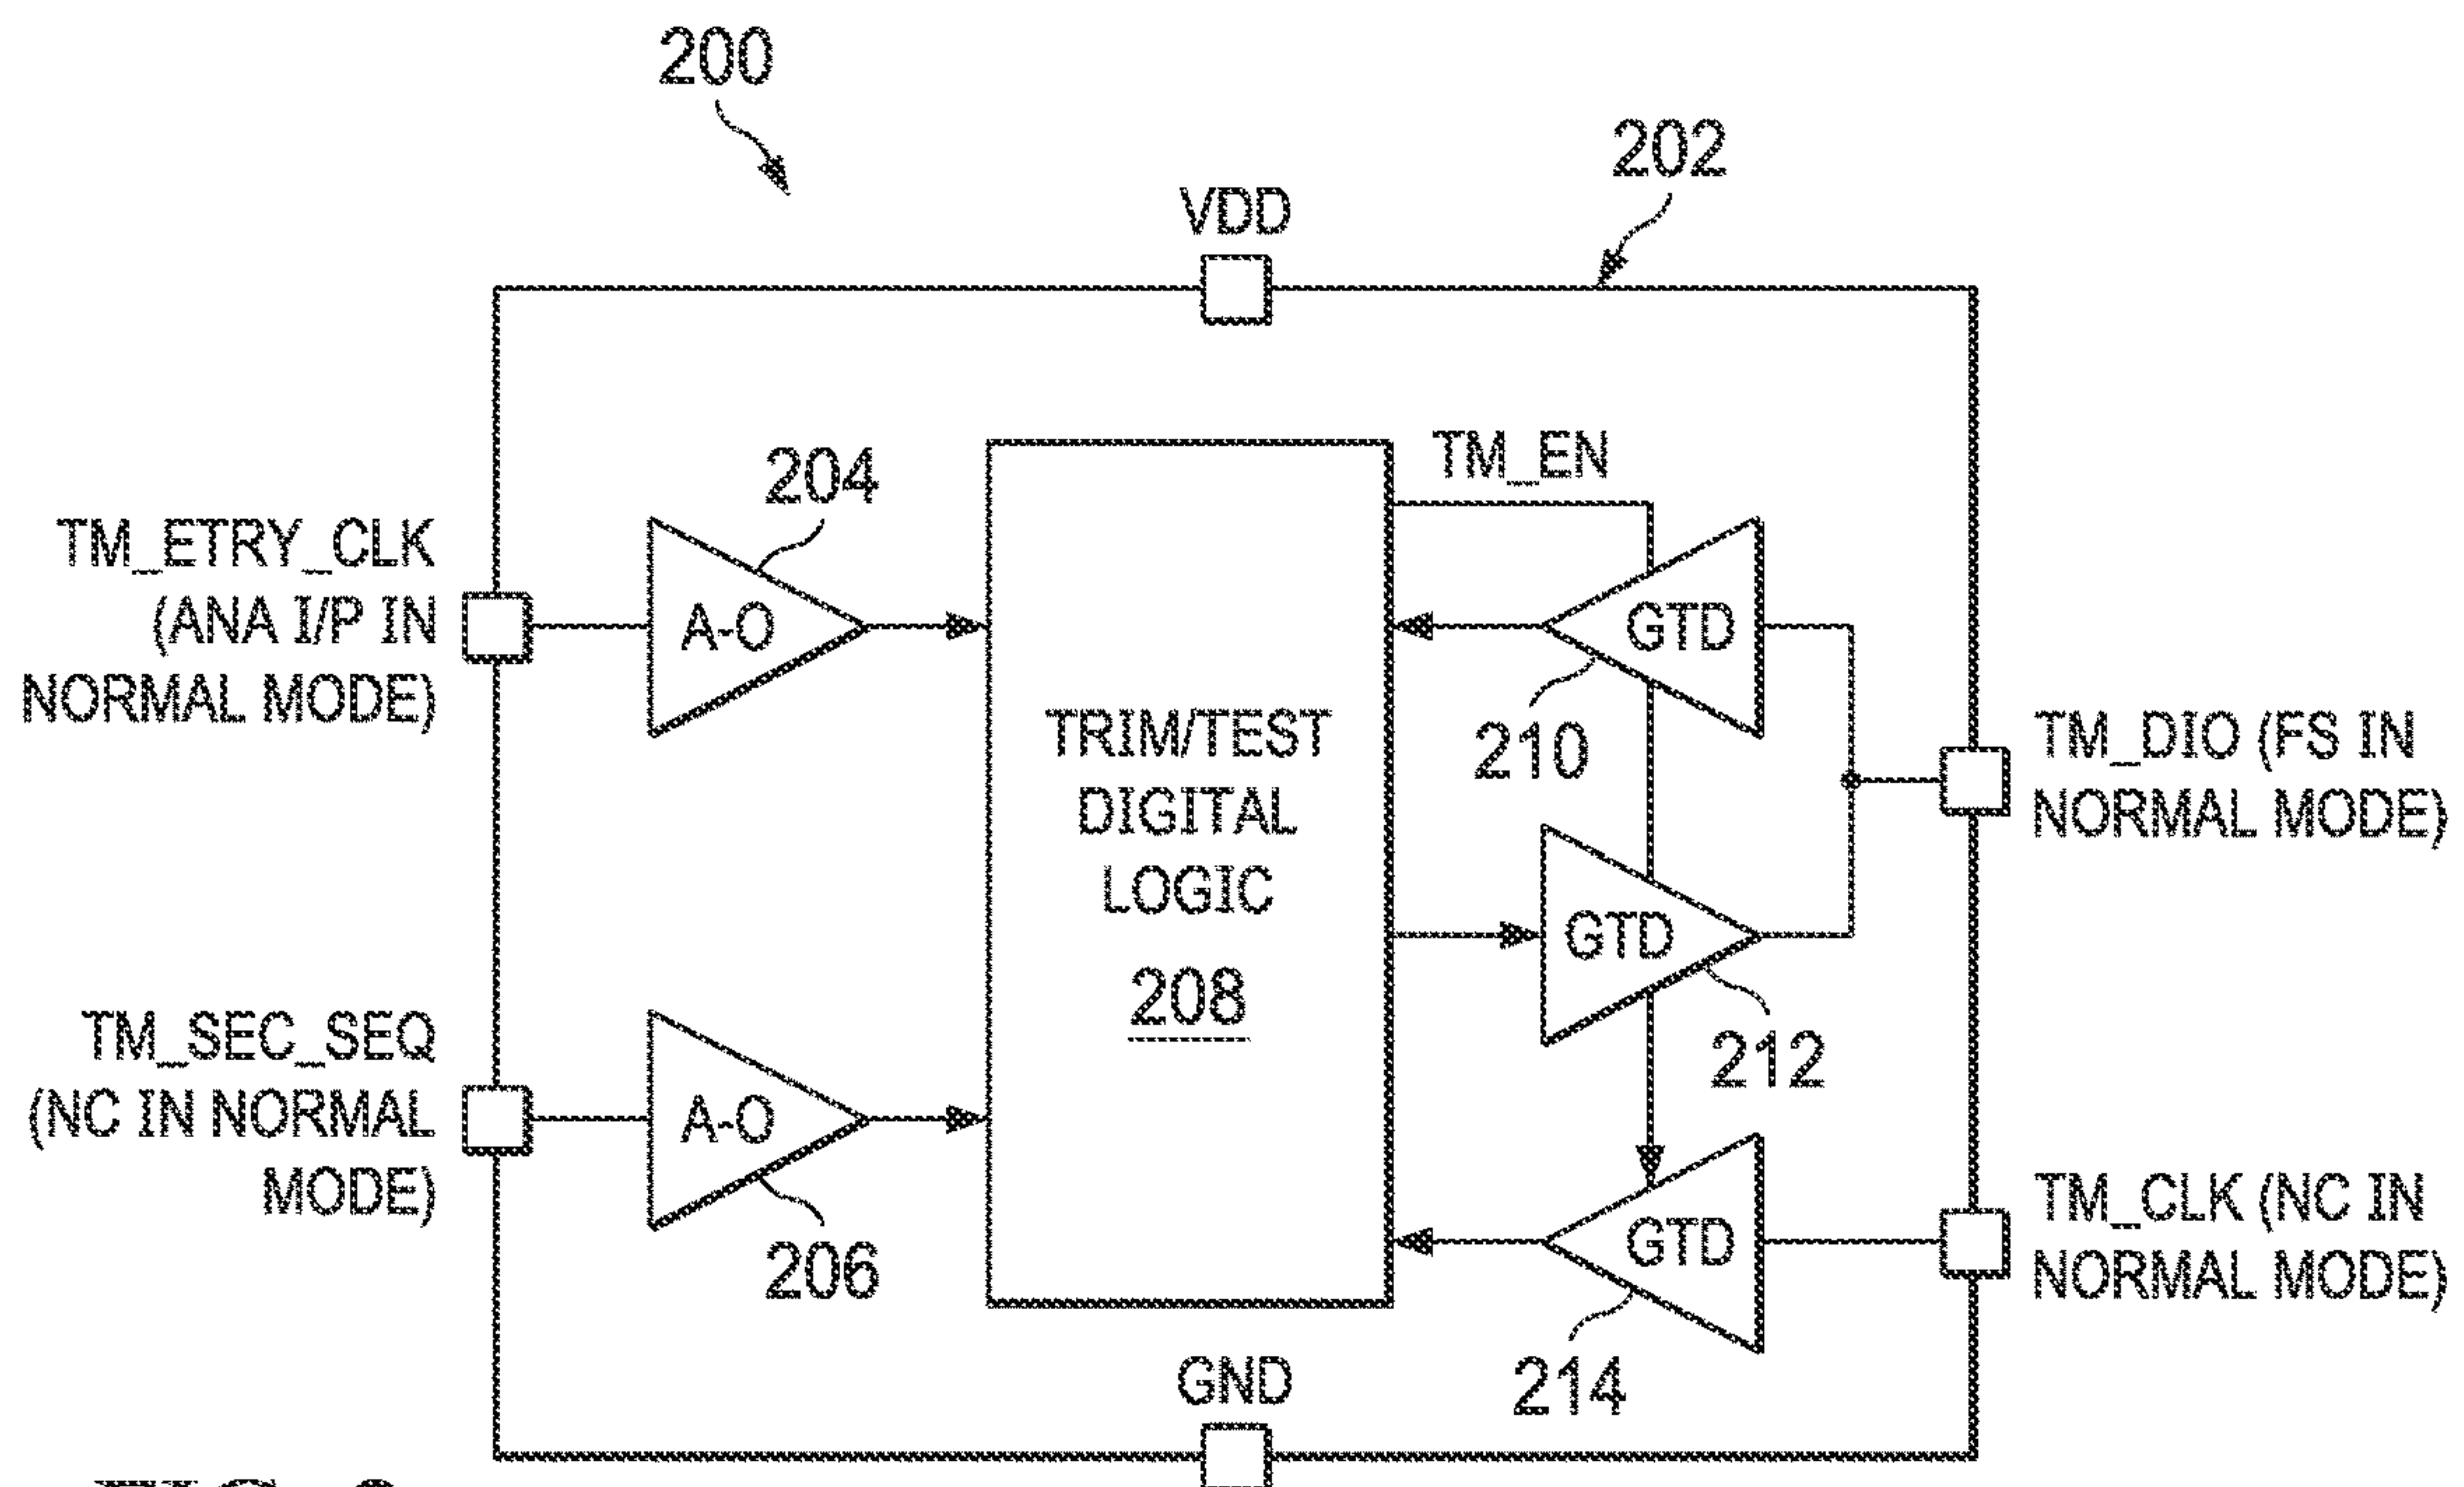 200
202
VDD
TM_EN
204
TM_ETRY_CLK
(ANA I/P IN
NORMAL MODE)
A-O
GTD
210
TRIM/TEST
DIGITAL
LOGIC
208
TM_DIO (FS IN
NORMAL MODE)
GTD
212
TM_SEC_SEQ
(NC IN NORMAL
MODE)
A-O
206
TM_CLK (NC IN
NORMAL MODE)
GTD
214
GND